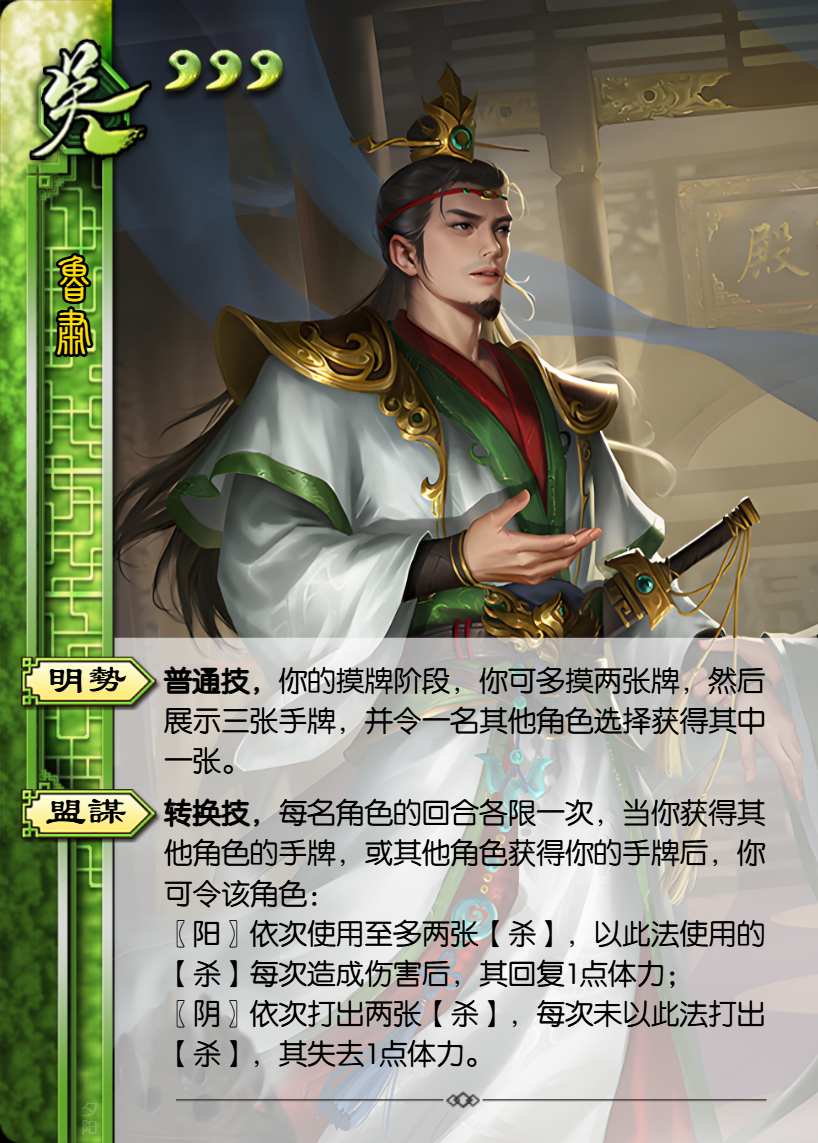 吴
魯肅
殿
明勢
普通技，你的摸牌阶段，你可多摸两张牌，然后
展示三张手牌，并令一名其他角色选择获得其中
一张。
盟謀
转换技，每名角色的回合各限一次，当你获得其
他角色的手牌，或其他角色获得你的手牌后，你
可令该角色：
〖阳〗依次使用至多两张【杀】，以此法使用的
【杀】每次造成伤害后，其回复1点体力；
〖阴〗依次打出两张【杀】，每次未以此法打出
【杀】，其失去1点体力。
夕阳